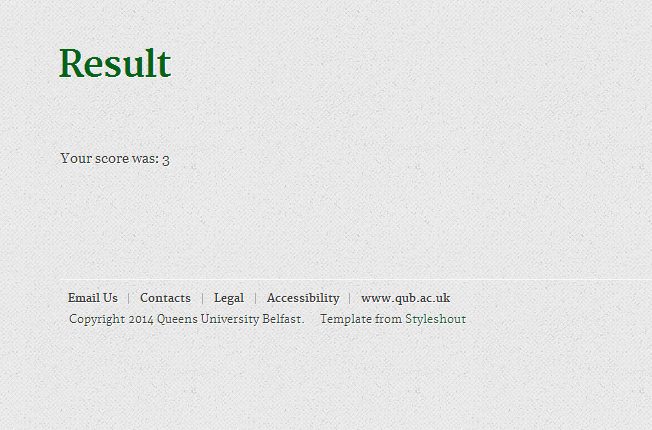 Result
Your score was: 3
Email Us | Contacts | Legal | Accessibility | www.qub.ac.uk
Copyright 2014 Queens University Belfast. Template from Styleshout